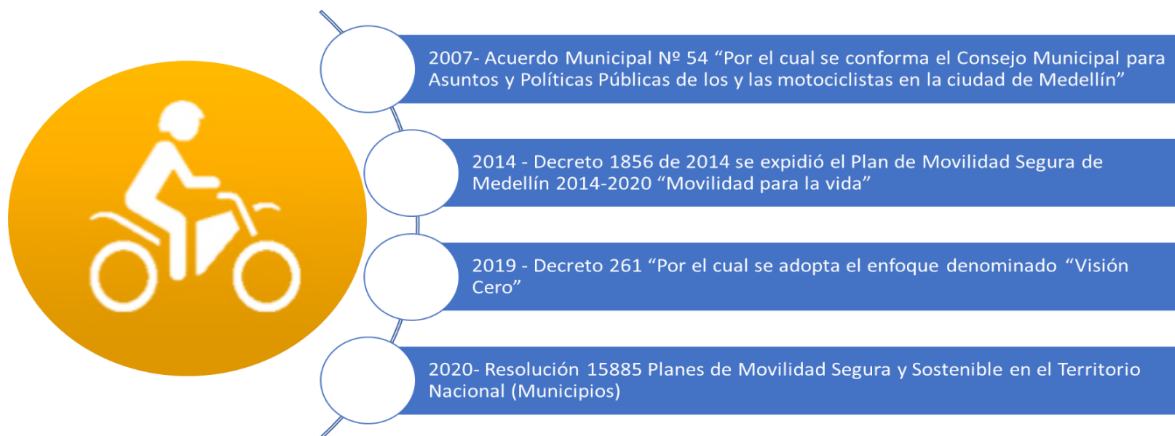 2007- Acuerdo Municipal Nº 54 “Por el cual se conforma el Consejo Municipal para
Asuntos y Políticas Públicas de los y las motociclistas en la ciudad de Medellín”
2014 - Decreto 1856 de 2014 se expidió el Plan de Movilidad Segura de
Medellín 2014-2020 “Movilidad para la vida”
2019 - Decreto 261 “Por el cual se adopta el enfoque denominado “Visión
Cero”
2020- Resolución 15885 Planes de Movilidad Segura y Sostenible en el Territorio
Nacional (Municipios)